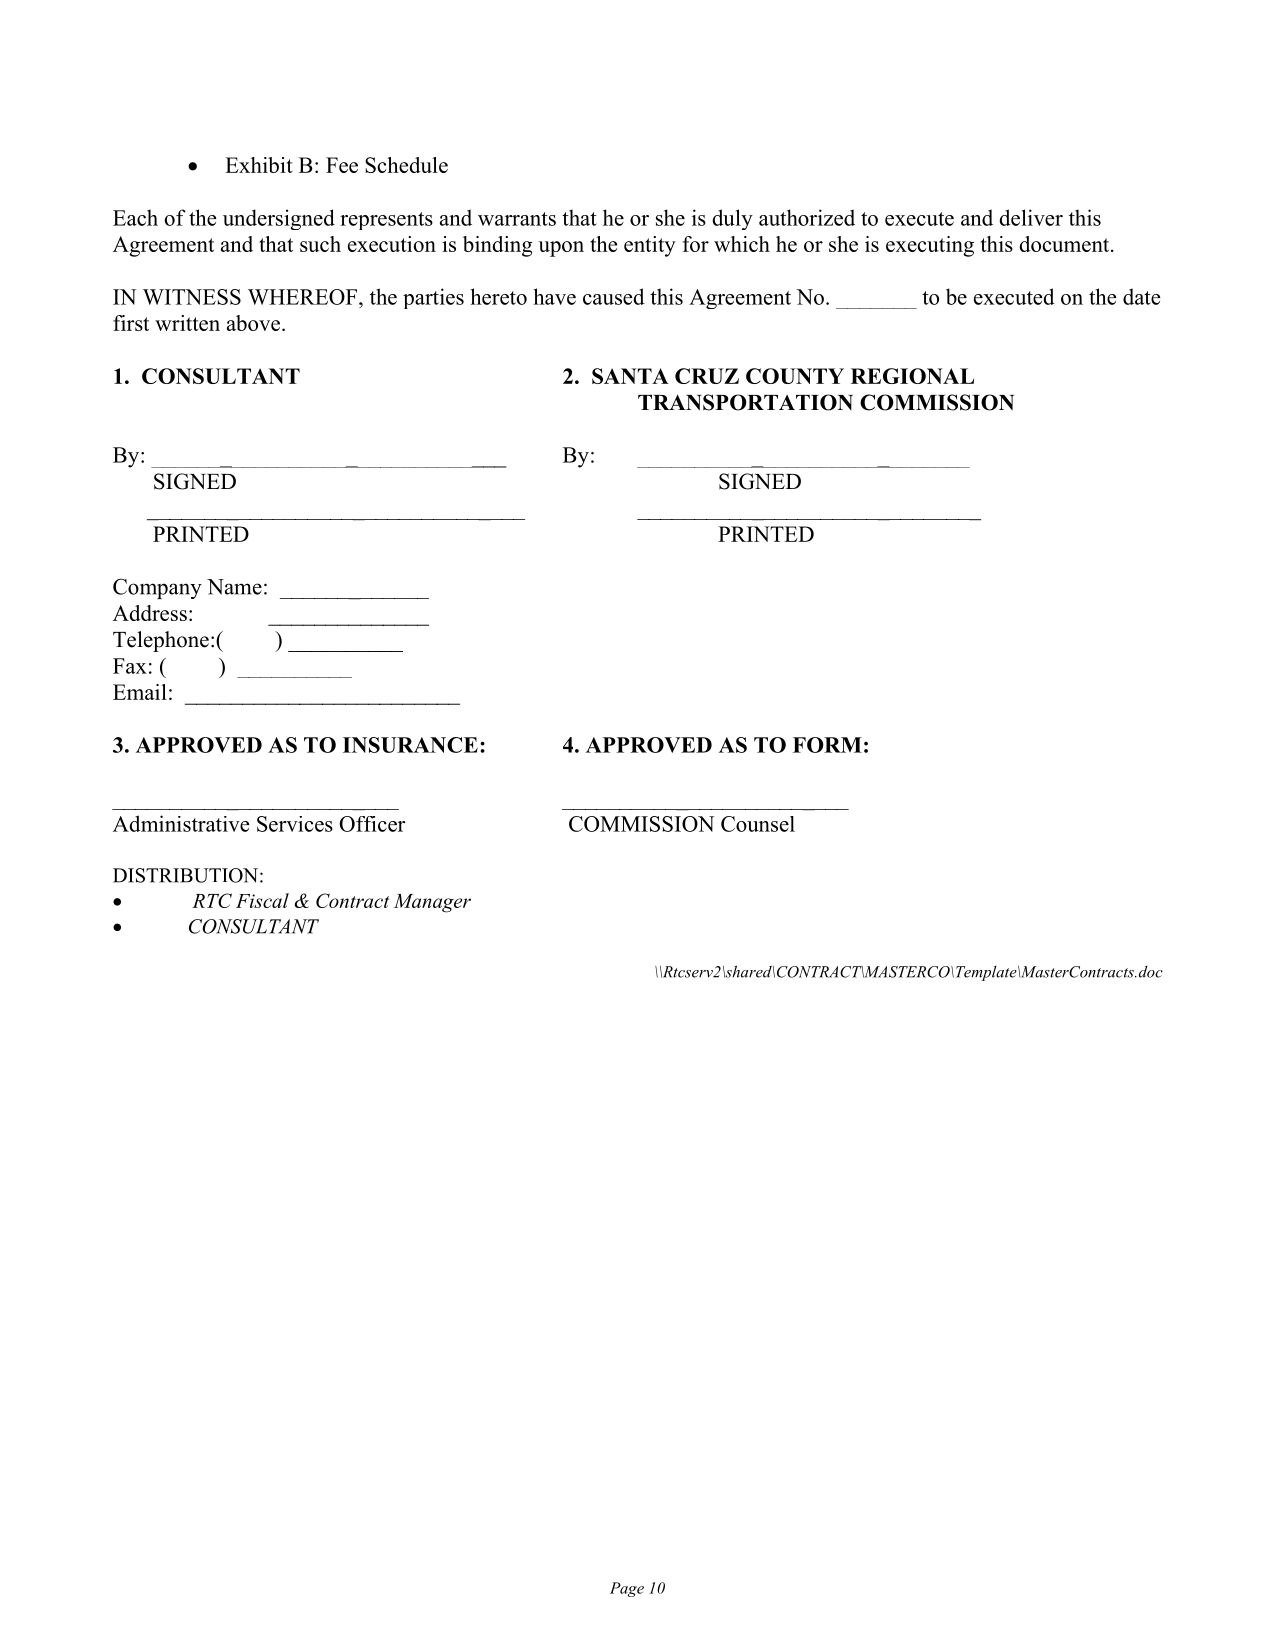 • Exhibit B: Fee Schedule
Each of the undersigned represents and warrants that he or she is duly authorized to execute and deliver this
Agreement and that such execution is binding upon the entity for which he or she is executing this document.
IN WITNESS WHEREOF, the parties hereto have caused this Agreement No. _______ to be executed on the date
first written above.
1. CONSULTANT 2. SANTA CRUZ COUNTY REGIONAL
TRANSPORTATION COMMISSION
By: _______________________________ By: _____________________________
SIGNED SIGNED
_________________________________ ______________________________
PRINTED PRINTED
Company Name: _____________
Address: ______________
Telephone:( ) __________
Fax: ( ) __________
Email: ________________________
3. APPROVED AS TO INSURANCE: 4. APPROVED AS TO FORM:
_________________________ _________________________
Administrative Services Officer COMMISSION Counsel
DISTRIBUTION:
• RTC Fiscal & Contract Manager
• CONSULTANT
\\Rtcserv2\shared\CONTRACT\MASTERCO\Template\MasterContracts.doc
Page 10